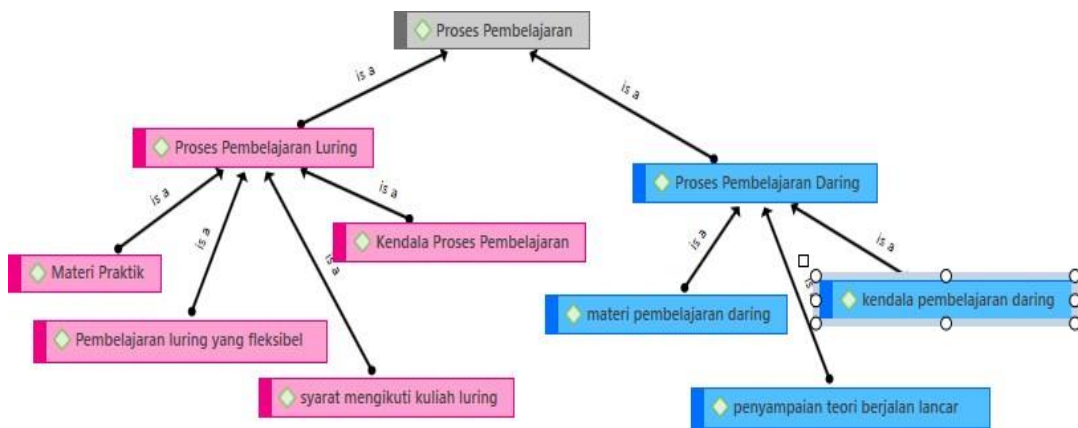 Proses Pembelajaran
is a
is a
Proses Pembelajaran Luring
Proses Pembelajaran Daring
is a
is a
is a
is a
Kendala Proses Pembelajaran
is a
is a
is
Materi Praktik
kendala pembelajaran daring
materi pembelajaran daring
Pembelajaran luring yang fleksibel
syarat mengikuti kuliah luring
penyampaian teori berjalan lancar